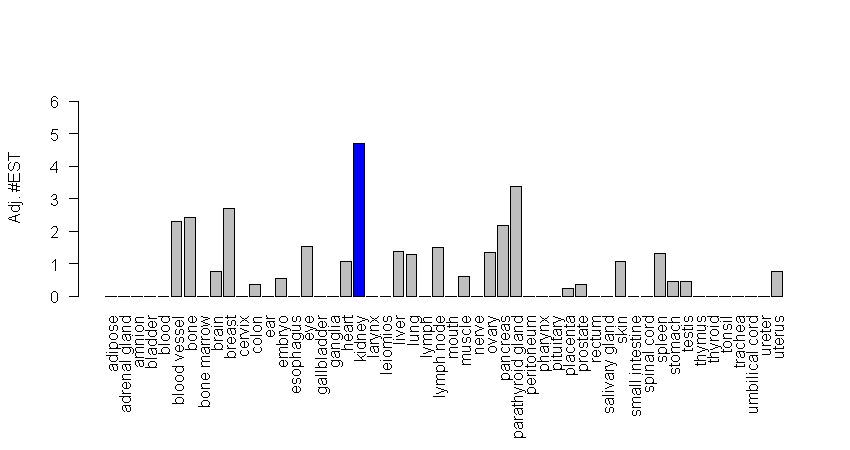 Adj. #EST
6
5
4
3
2
1
0
adipose
adrenal gland
amnion
bladder
blood
blood vessel
bone
bone marrow
brain
breast
cervix
colon
ear
embryo
esophagus
eye
gallbladder
ganglia
heart
kidney
larynx
leiomios
liver
lung
lymph
lymph node
mouth
muscle
nerve
ovary
pancreas
parathyroid gland
peritoneum
pharynx
pituitary
placenta
prostate
rectum
salivary gland
skin
small intestine
spinal cord
spleen
stomach
testis
thymus
thyroid
tonsil
trachea
umbilical cord
ureter
uterus